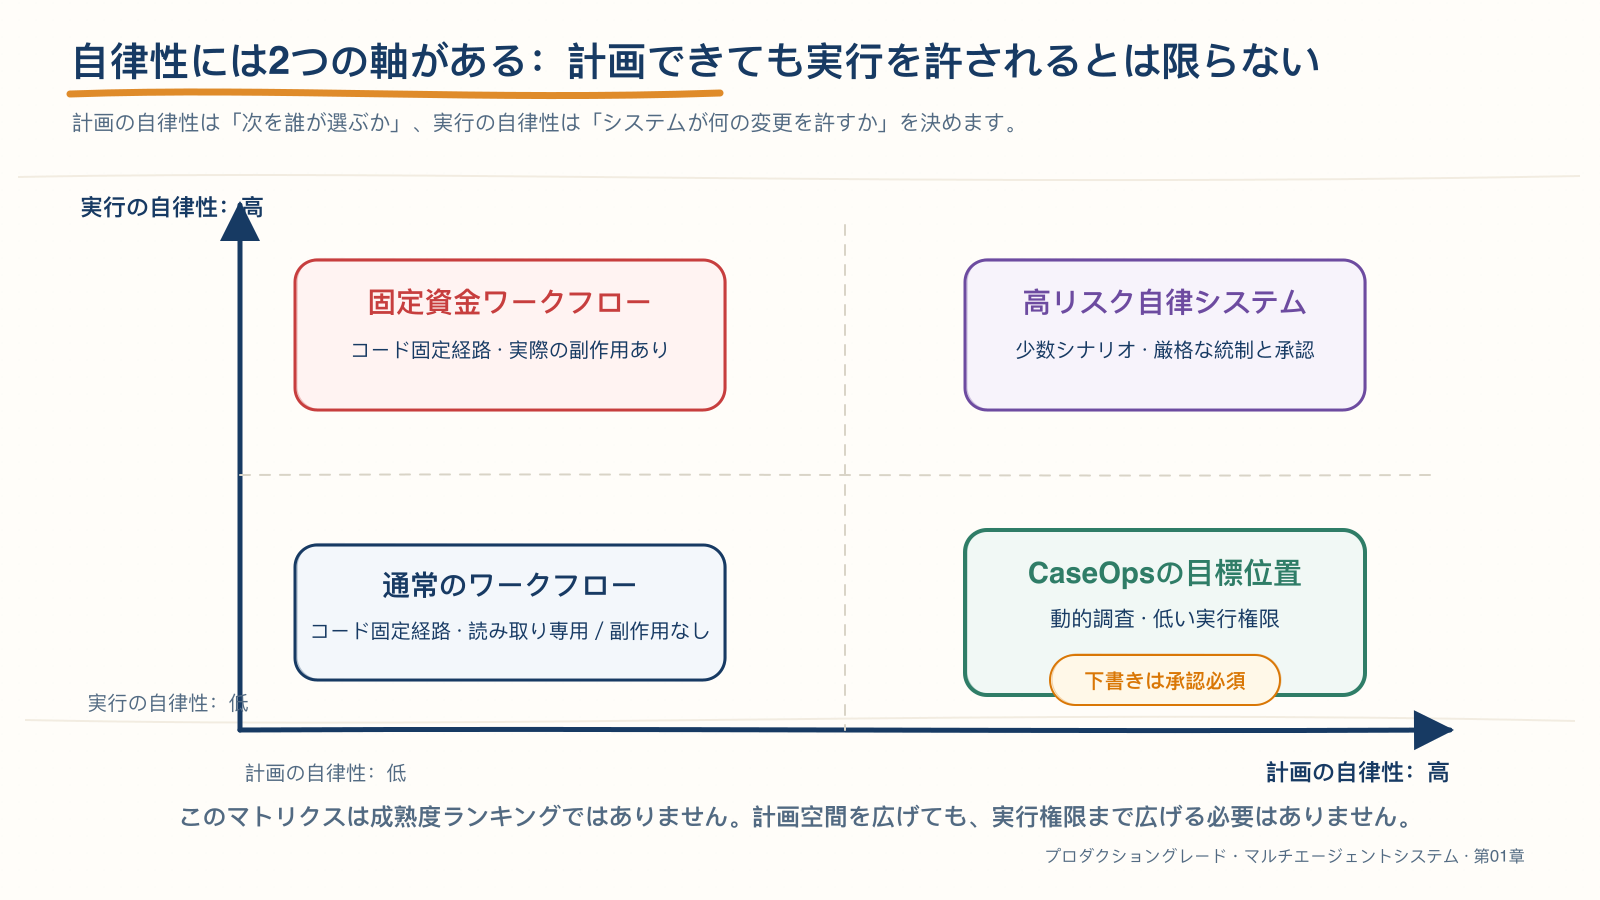 自律性には2つの軸がある：計画できても実行を許されるとは限らない
計画の自律性は「次を誰が選ぶか」、実行の自律性は「システムが何の変更を許すか」を決めます。
実行の自律性：高
固定資金ワークフロー
コード固定経路・実際の副作用あり
高リスク自律システム
少数シナリオ・厳格な統制と承認
通常のワークフロー
コード固定経路・読み取り専用 / 副作用なし
CaseOpsの目標位置
動的調査・低い実行権限
下書きは承認必須
実行の自律性：低
計画の自律性：低
計画の自律性：高
このマトリクスは成熟度ランキングではありません。計画空間を広げても、実行権限まで広げる必要はありません。
プロダクショングレード・マルチエージェントシステム・第01章